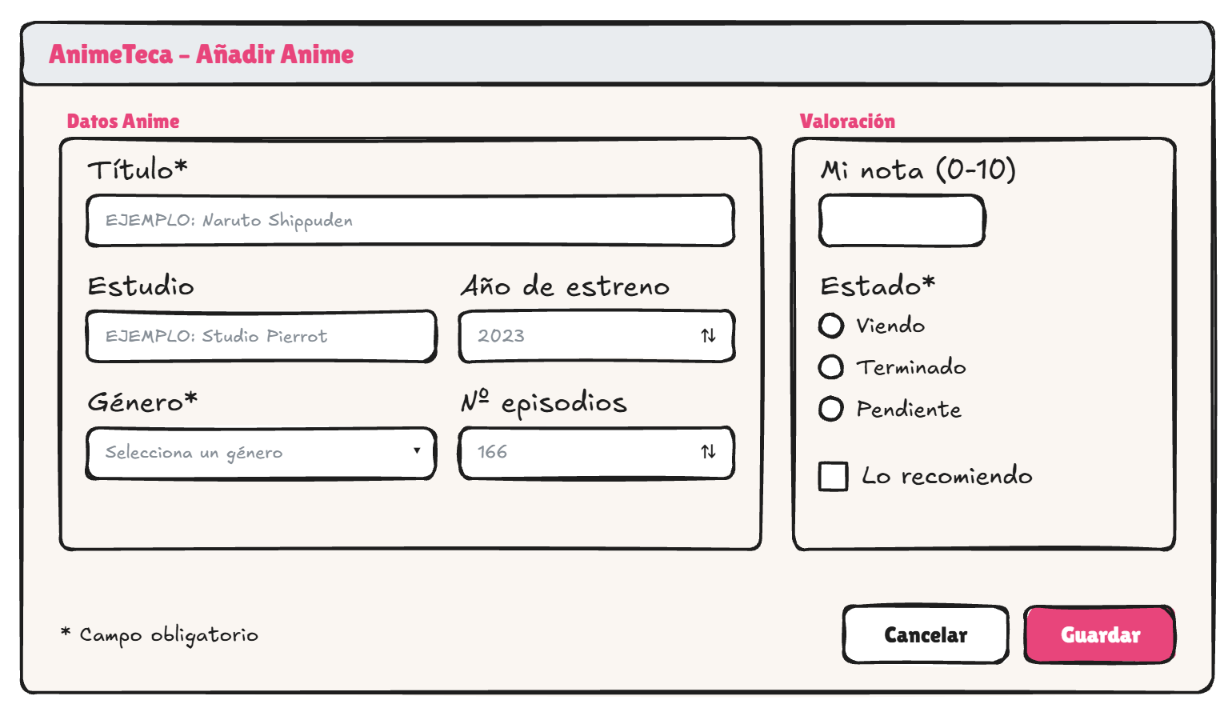 AnimeTeca – Añadir Anime
Datos Anime
Título*
EJEMPLO: Naruto Shippuden
Estudio
Año de estreno
EJEMPLO: Studio Pierrot
2023
Género*
Nº episodios
Selecciona un género
166
Valoración
Mi nota (0-10)
Estado*
Viendo
Terminado
Pendiente
Lo recomiendo
* Campo obligatorio
Cancelar
Guardar